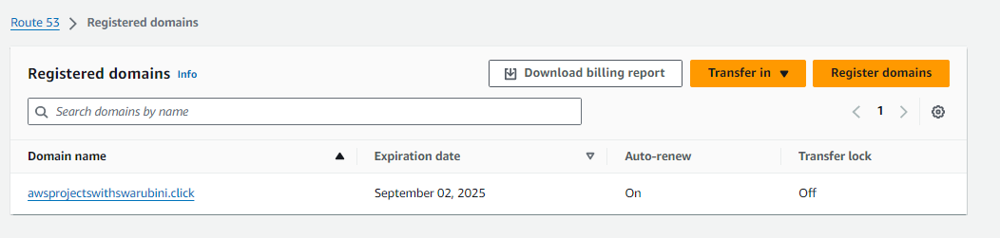 Route 53 > Registered domains
Registered domains Info
Download billing report
Transfer in
Register domains
Search domains by name
1
Domain name Expiration date Auto-renew Transfer lock
awsprojectswithswarubini.click September 02, 2025 On Off